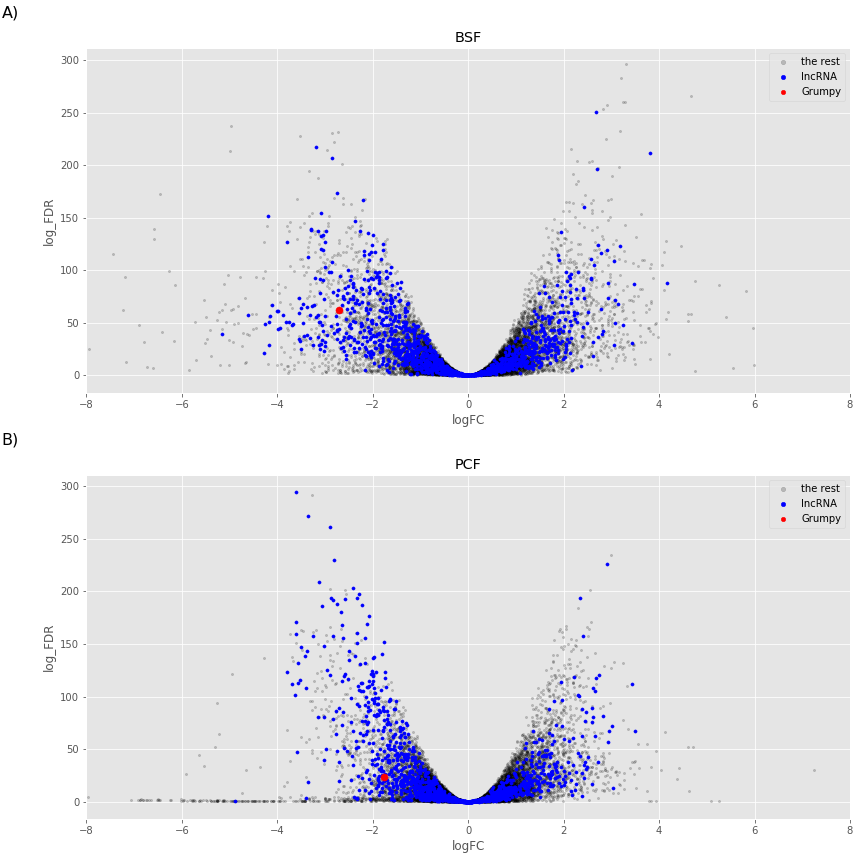 A)
BSF
300
250
200
150
100
50
0
log_FDR
the rest
lncRNA
Grumpy
−8
−6
−4
−2
0
2
4
6
8
logFC
B)
PCF
300
250
200
150
100
50
0
log_FDR
the rest
lncRNA
Grumpy
−8
−6
−4
−2
0
2
4
6
8
logFC